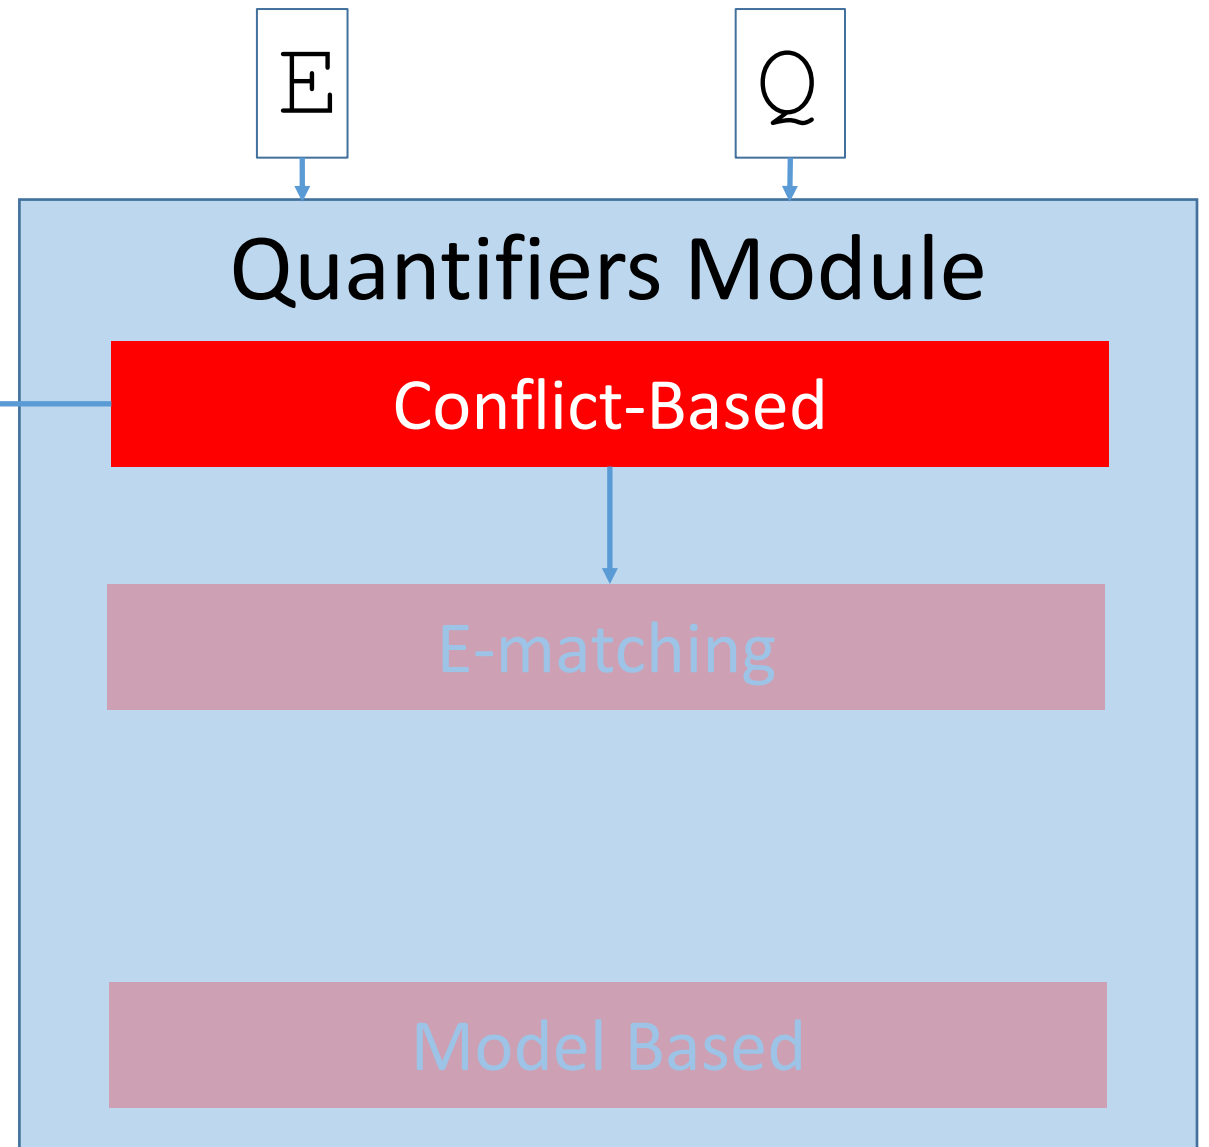 E
Q
Quantifiers Module
Conflict-Based
E-matching
Model Based